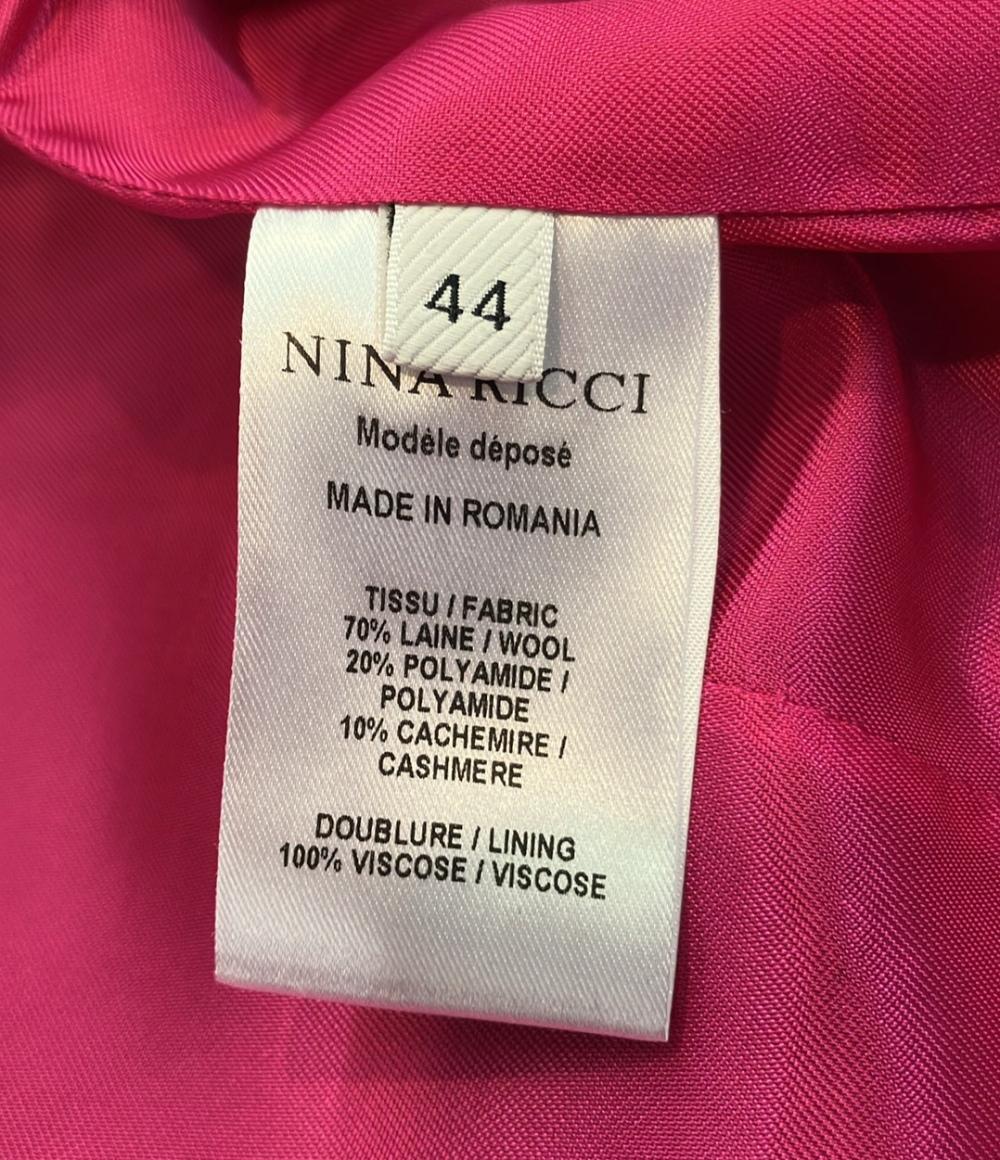 44
NINA RICCI
Modèle déposé
MADE IN ROMANIA
TISSU / FABRIC
70% LAINE / WOOL
20% POLYAMIDE /
POLYAMIDE
10% CACHEMIRE /
CASHMERE
DOUBLURE / LINING
100% VISCOSE / VISCOSE